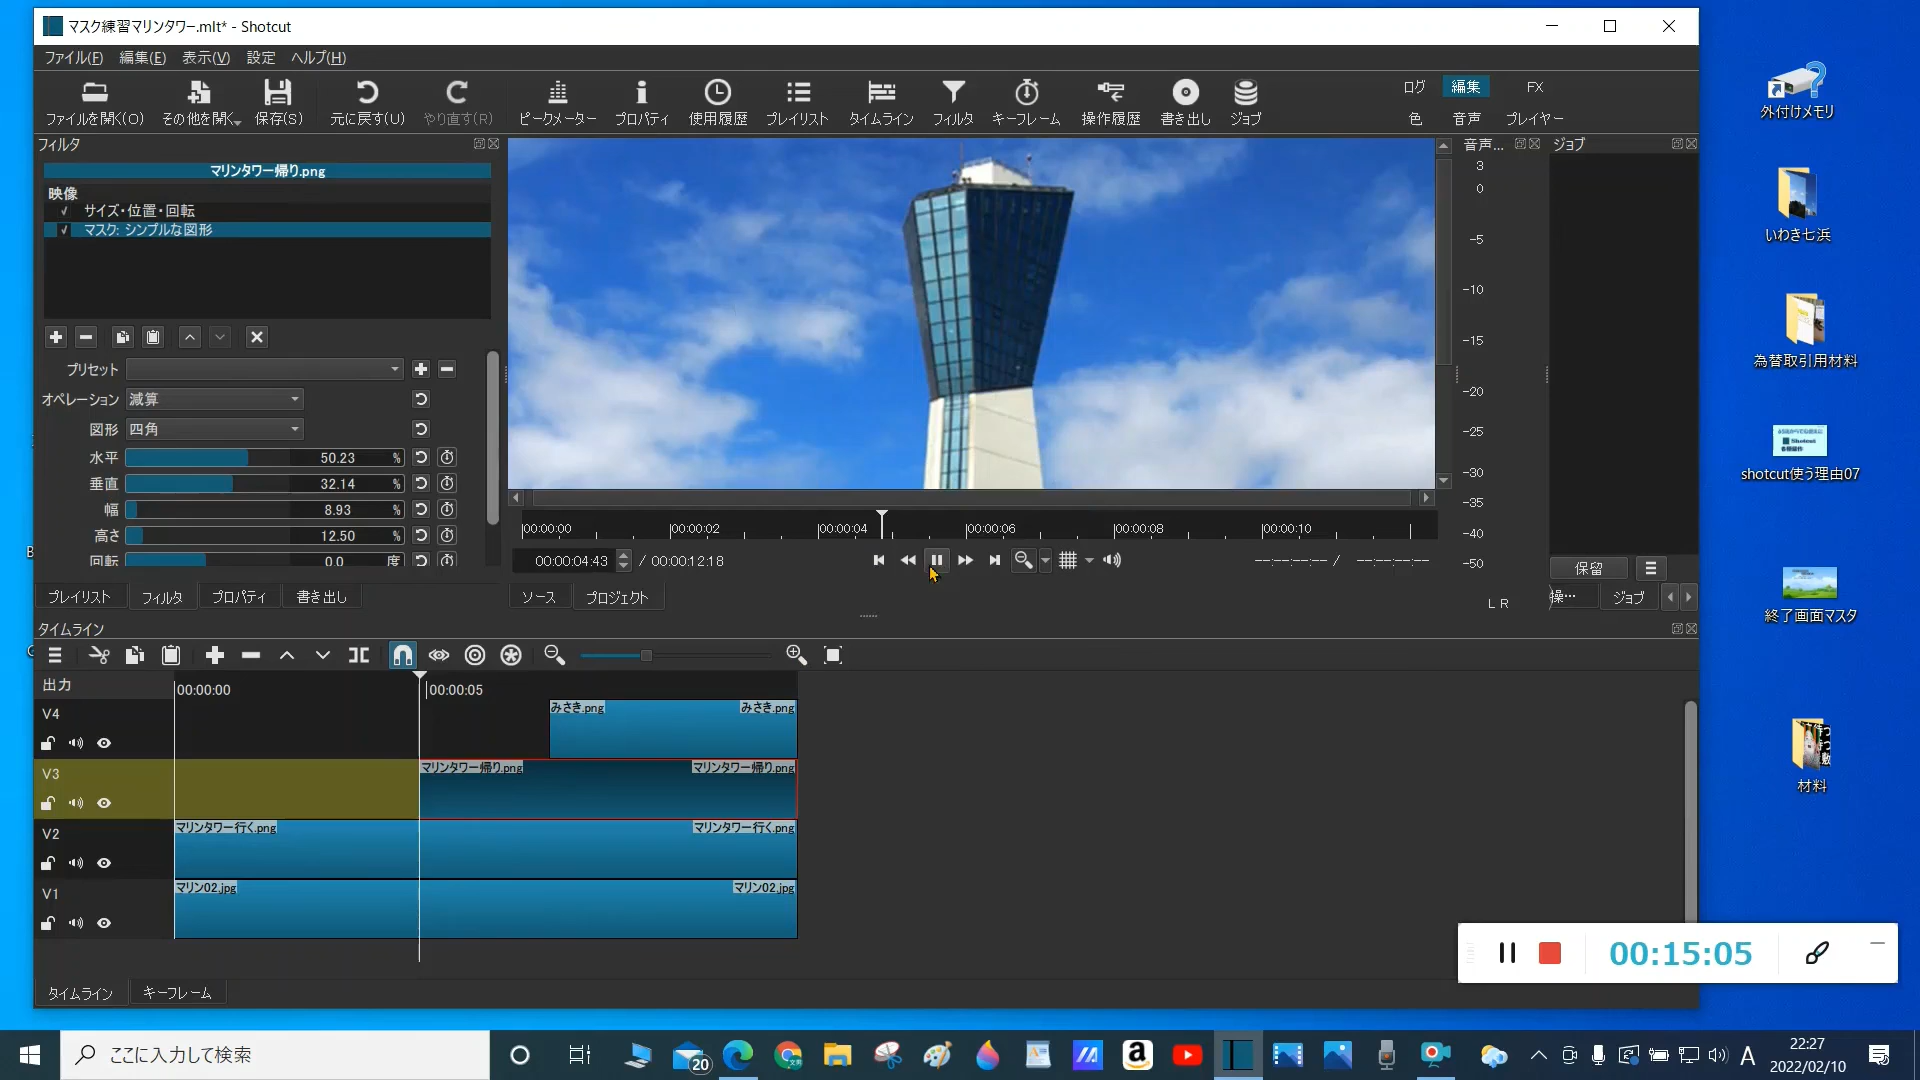 マスク練習マリンタワー.mlt* - Shotcut
ファイル(F) 編集(E) 表示(V) 設定 ヘルプ(H)
ファイルを開く(O) その他を開く 保存(S) 元に戻す(U) やり直す(R) ピークメーター プロパティ 使用履歴 プレイリスト タイムライン フィルタ キーフレーム 操作履歴 書き出し ジョブ
ログ 編集 FX
色 音声 プレイヤー
フィルタ
マリンタワー帰り.png
映像
サイズ・位置・回転
マスク: シンプルな図形
プリセット
オペレーション 減算
図形 四角
水平 50.23 %
垂直 32.14 %
幅 8.93 %
高さ 12.50 %
回転 0.0 度
プレイリスト フィルタ プロパティ 書き出し
00:00:00 00:00:02 00:00:04 00:00:06 00:00:08 00:00:10
00:00:04:43 / 00:00:12:18
--:--:--:-- / --:--:--:--
ソース プロジェクト
音声...
3
0
-5
-10
-15
-20
-25
-30
-35
-40
-50
L R
ジョブ
保留
操… ジョブ
タイムライン
出力
00:00:00 00:00:05
V4
みさき.png みさき.png
V3
マリンタワー帰り.png マリンタワー帰り.png
V2
マリンタワー行く.png マリンタワー行く.png
V1
マリン02.jpg マリン02.jpg
タイムライン キーフレーム
外付けメモリ
いわき七浜
為替取引用材料
shotcut使う理由07
終了画面マスタ
材料
00:15:05
ここに入力して検索
20
A
22:27
2022/02/10